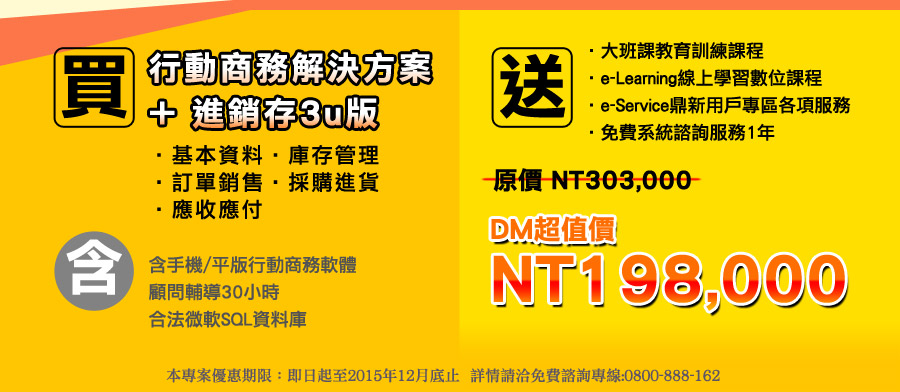 買
行動商務解決方案
+ 進銷存3u版
・基本資料・庫存管理
・訂單銷售・採購進貨
・應收應付
含
含手機/平版行動商務軟體
顧問輔導30小時
合法微軟SQL資料庫
送
・大班課教育訓練課程
・e-Learning線上學習數位課程
・e-Service鼎新用戶專區各項服務
・免費系統諮詢服務1年
原價 NT303,000
DM超值價
NT198,000
本專案優惠期限：即日起至2015年12月底止 詳情請洽免費諮詢專線:0800-888-162